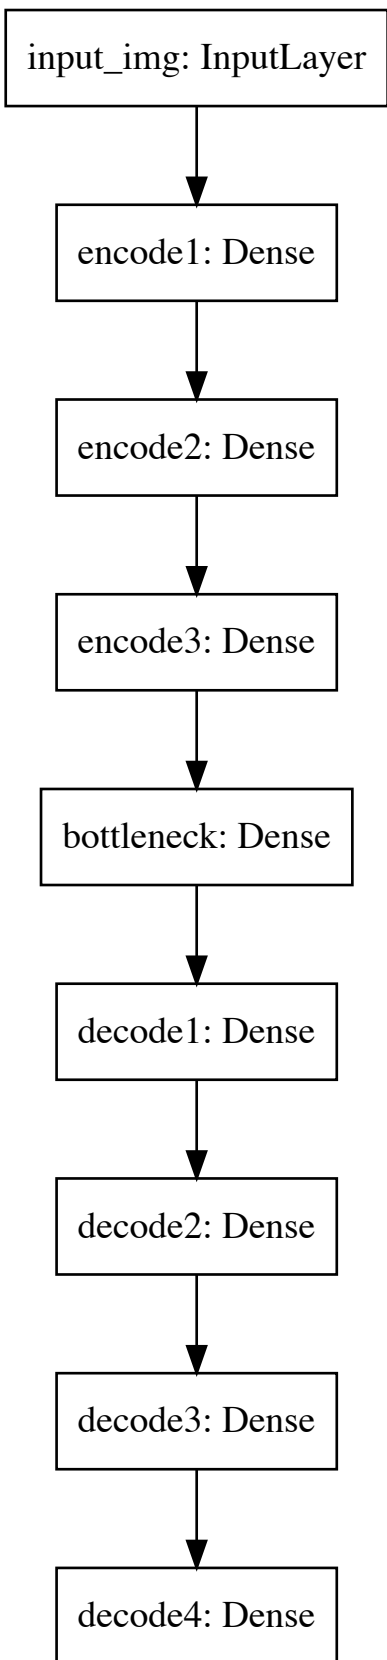 input_img: InputLayer
encode1: Dense
encode2: Dense
encode3: Dense
bottleneck: Dense
decode1: Dense
decode2: Dense
decode3: Dense
decode4: Dense